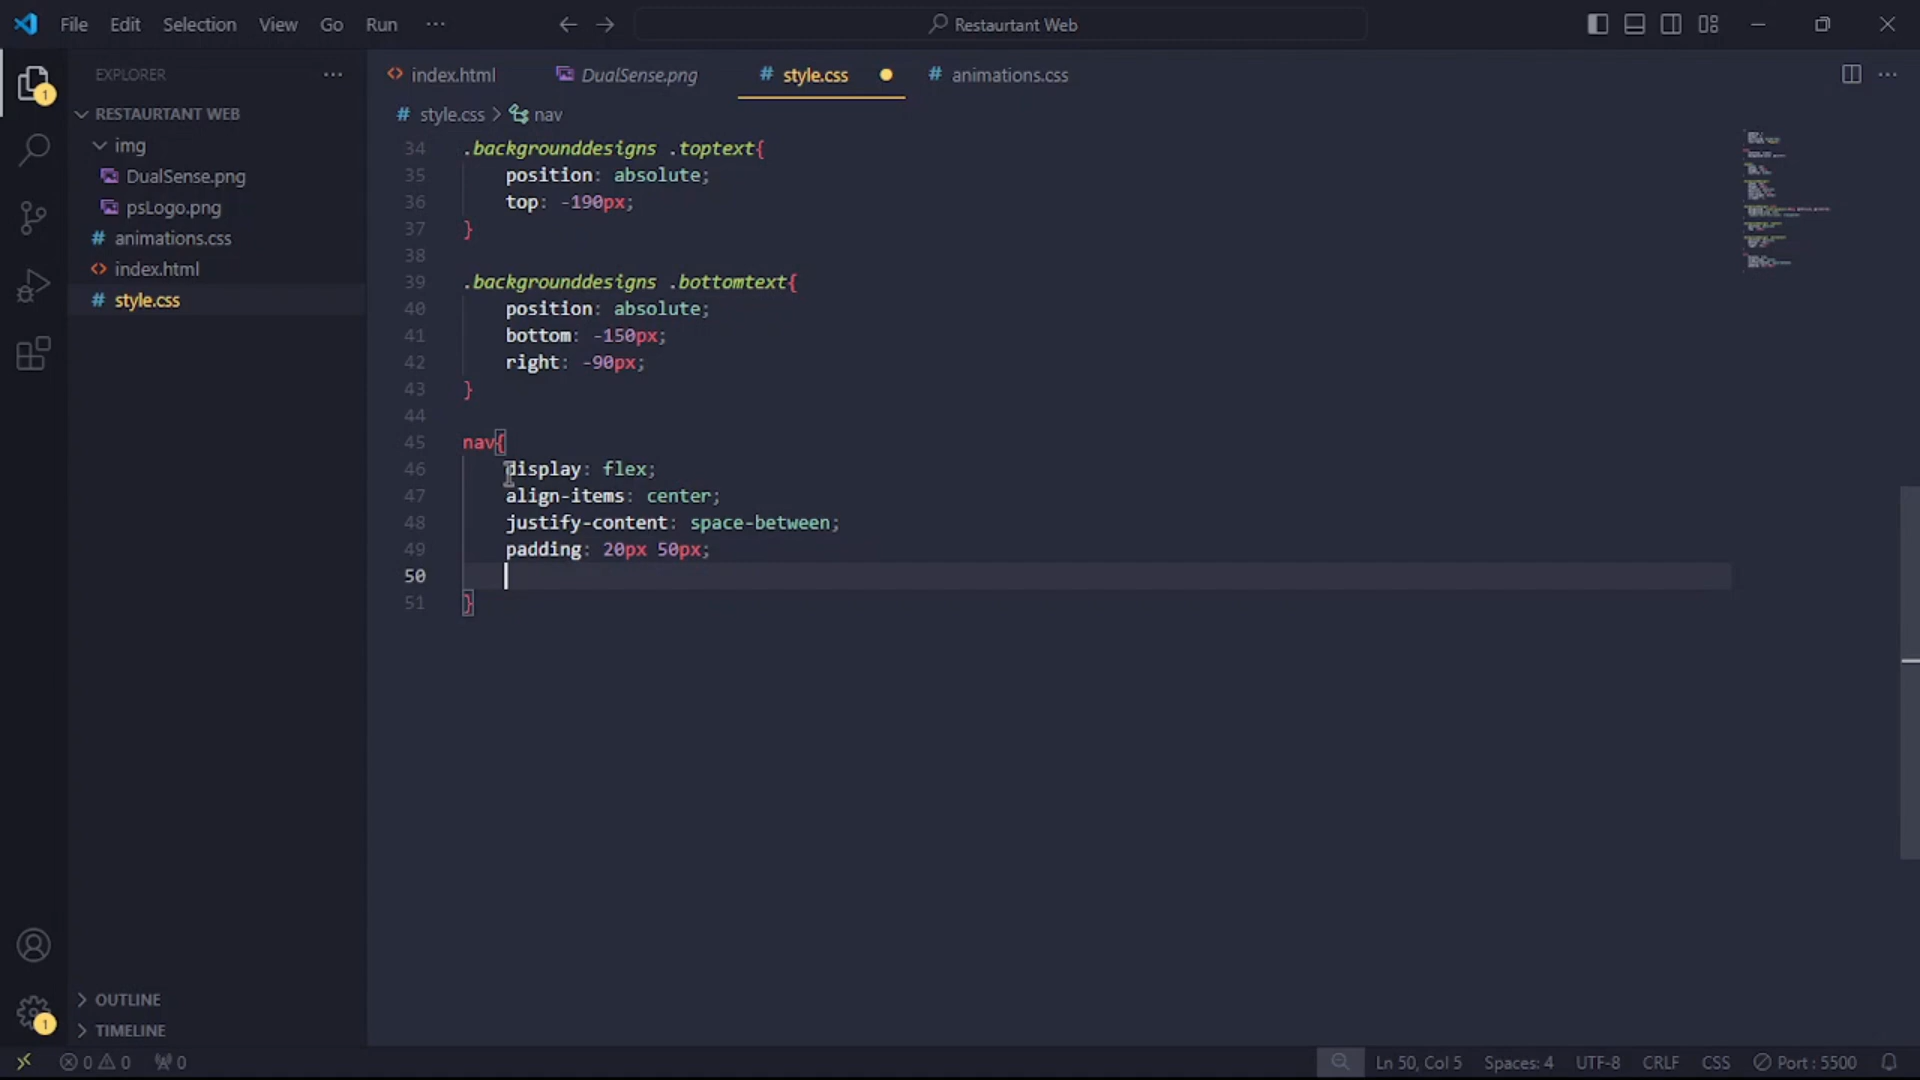 File Edit Selection View Go Run ··· Restaurtant Web
EXPLORER ···
1
RESTAURTANT WEB
img
DualSense.png
psLogo.png
# animations.css
<> index.html
# style.css
OUTLINE
TIMELINE
1
<> index.html DualSense.png # style.css # animations.css ···
# style.css > nav
34 .backgrounddesigns .toptext{
35 position: absolute;
36 top: -190px;
37 }
38
39 .backgrounddesigns .bottomtext{
40 position: absolute;
41 bottom: -150px;
42 right: -90px;
43 }
44
45 nav{
46 display: flex;
47 align-items: center;
48 justify-content: space-between;
49 padding: 20px 50px;
50
51 }
0 0 0 Ln 50, Col 5 Spaces: 4 UTF-8 CRLF CSS Port : 5500